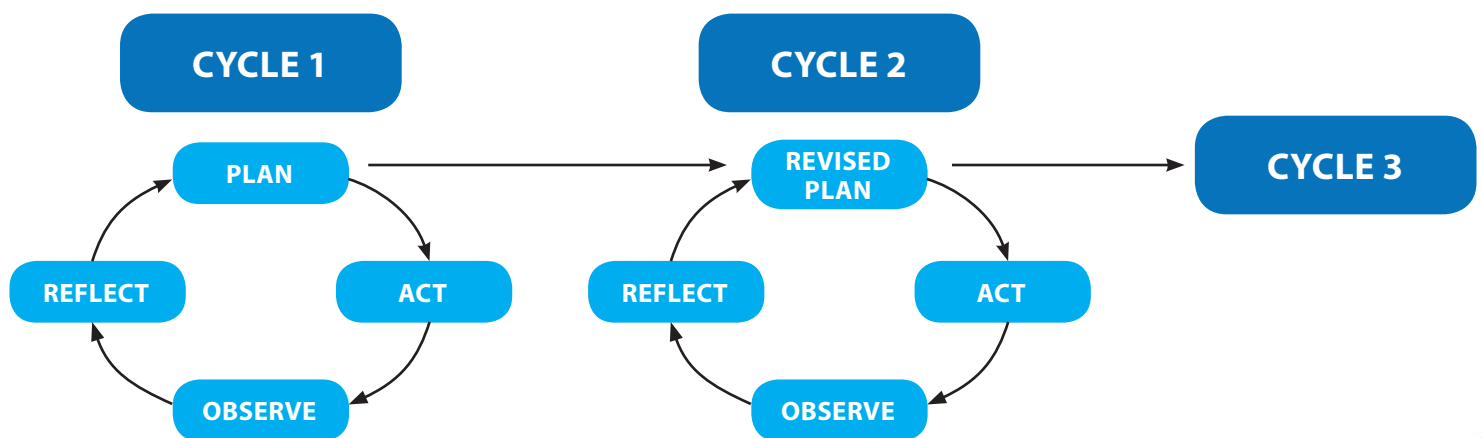 CYCLE 1
PLAN
ACT
OBSERVE
REFLECT
CYCLE 2
REVISED
PLAN
ACT
OBSERVE
REFLECT
CYCLE 3